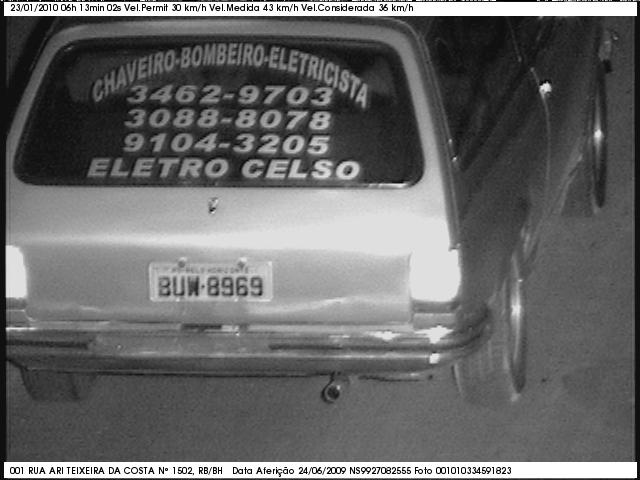 23/01/2010 06h 13min 02s Vel.Permit 30 km/h Vel.Medida 43 km/h Vel.Considerada 36 km/h
CHAVEIRO-BOMBEIRO-ELETRICISTA
3462-9703
3088-8078
9104-3205
ELETRO CELSO
BELO HORIZONTE
BUW-8969
001 RUA ARI TEIXEIRA DA COSTA Nº 1502, RB/BH Data Aferição 24/06/2009 NS9927082555 Foto 001010334591823